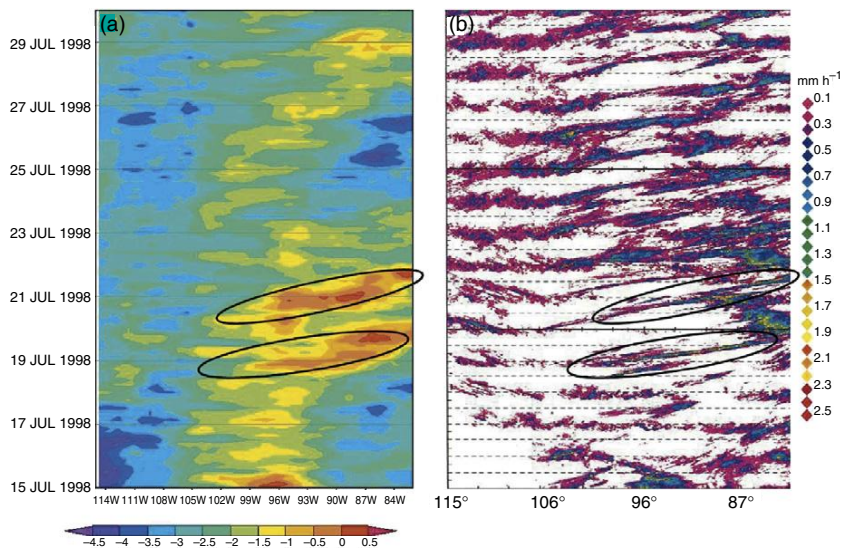 (a)
(b)
29 JUL 1998
27 JUL 1998
25 JUL 1998
23 JUL 1998
21 JUL 1998
19 JUL 1998
17 JUL 1998
15 JUL 1998
114W 111W 108W 105W 102W 99W 96W 93W 90W 87W 84W
−4.5 −4 −3.5 −3 −2.5 −2 −1.5 −1 −0.5 0 0.5
115° 106° 96° 87°
mm h⁻¹
0.1
0.3
0.5
0.7
0.9
1.1
1.3
1.5
1.7
1.9
2.1
2.3
2.5